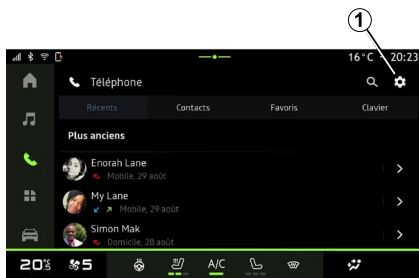 1
16°C
20:23
Téléphone
Récents Contacts Favoris Clavier
Plus anciens
Enorah Lane
Mobile, 29 août
My Lane
Mobile, 29 août
Simon Mak
Domicile, 28 août
20°5 5 A/C